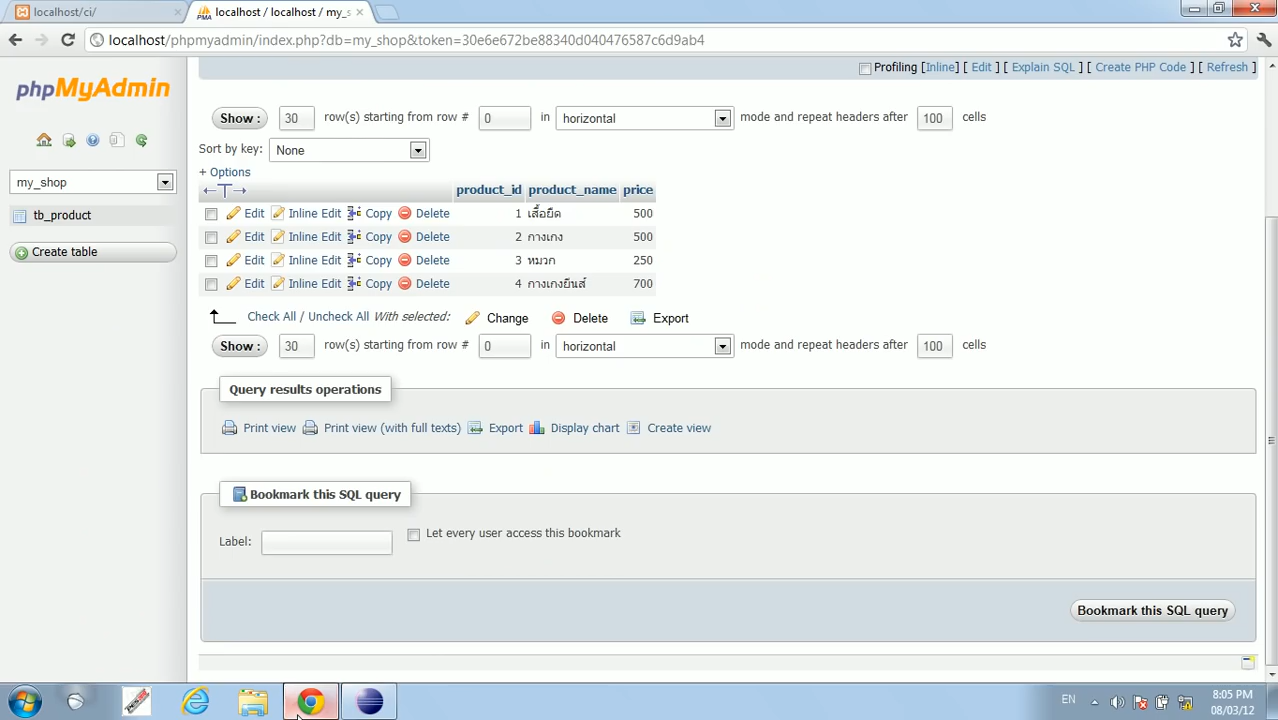 localhost/ci/
localhost / localhost / my_s
localhost/phpmyadmin/index.php?db=my_shop&token=30e6e672be88340d040476587c6d9ab4
phpMyAdmin
my_shop
tb_product
Create table
Profiling [Inline] [ Edit ] [ Explain SQL ] [ Create PHP Code ] [ Refresh ]
Show : 30 row(s) starting from row # 0 in horizontal mode and repeat headers after 100 cells
Sort by key: None
+ Options
←T→ product_id product_name price
Edit Inline Edit Copy Delete 1 เสื้อยืด 500
Edit Inline Edit Copy Delete 2 กางเกง 500
Edit Inline Edit Copy Delete 3 หมวก 250
Edit Inline Edit Copy Delete 4 กางเกงยีนส์ 700
Check All / Uncheck All With selected: Change Delete Export
Show : 30 row(s) starting from row # 0 in horizontal mode and repeat headers after 100 cells
Query results operations
Print view Print view (with full texts) Export Display chart Create view
Bookmark this SQL query
Label: Let every user access this bookmark
Bookmark this SQL query
EN 8:05 PM
08/03/12